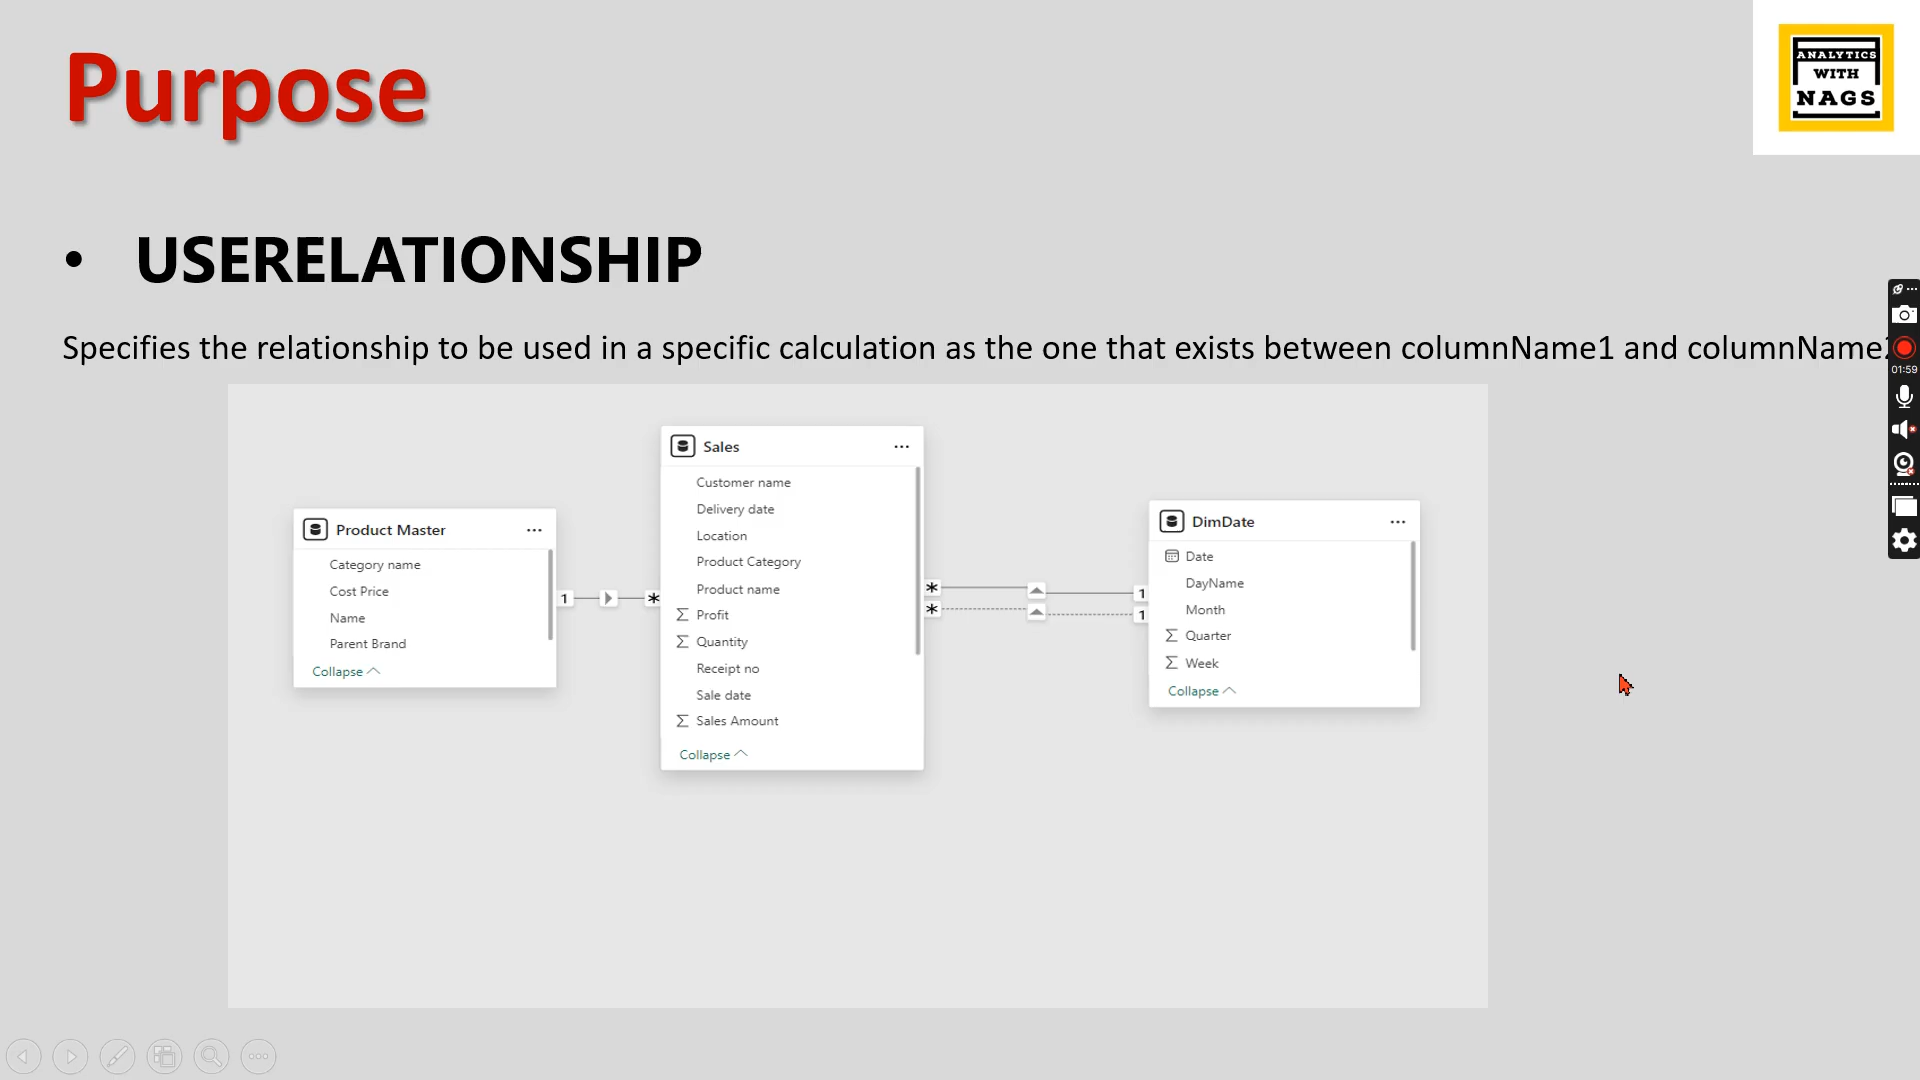 Purpose
ANALYTICS
WITH
NAGS
• USERELATIONSHIP
Specifies the relationship to be used in a specific calculation as the one that exists between columnName1 and columnName2
01:59
Product Master
Category name
Cost Price
Name
Parent Brand
Collapse
1
*
Sales
Customer name
Delivery date
Location
Product Category
Product name
Profit
Quantity
Receipt no
Sale date
Sales Amount
Collapse
* 1
* 1
DimDate
Date
DayName
Month
Quarter
Week
Collapse